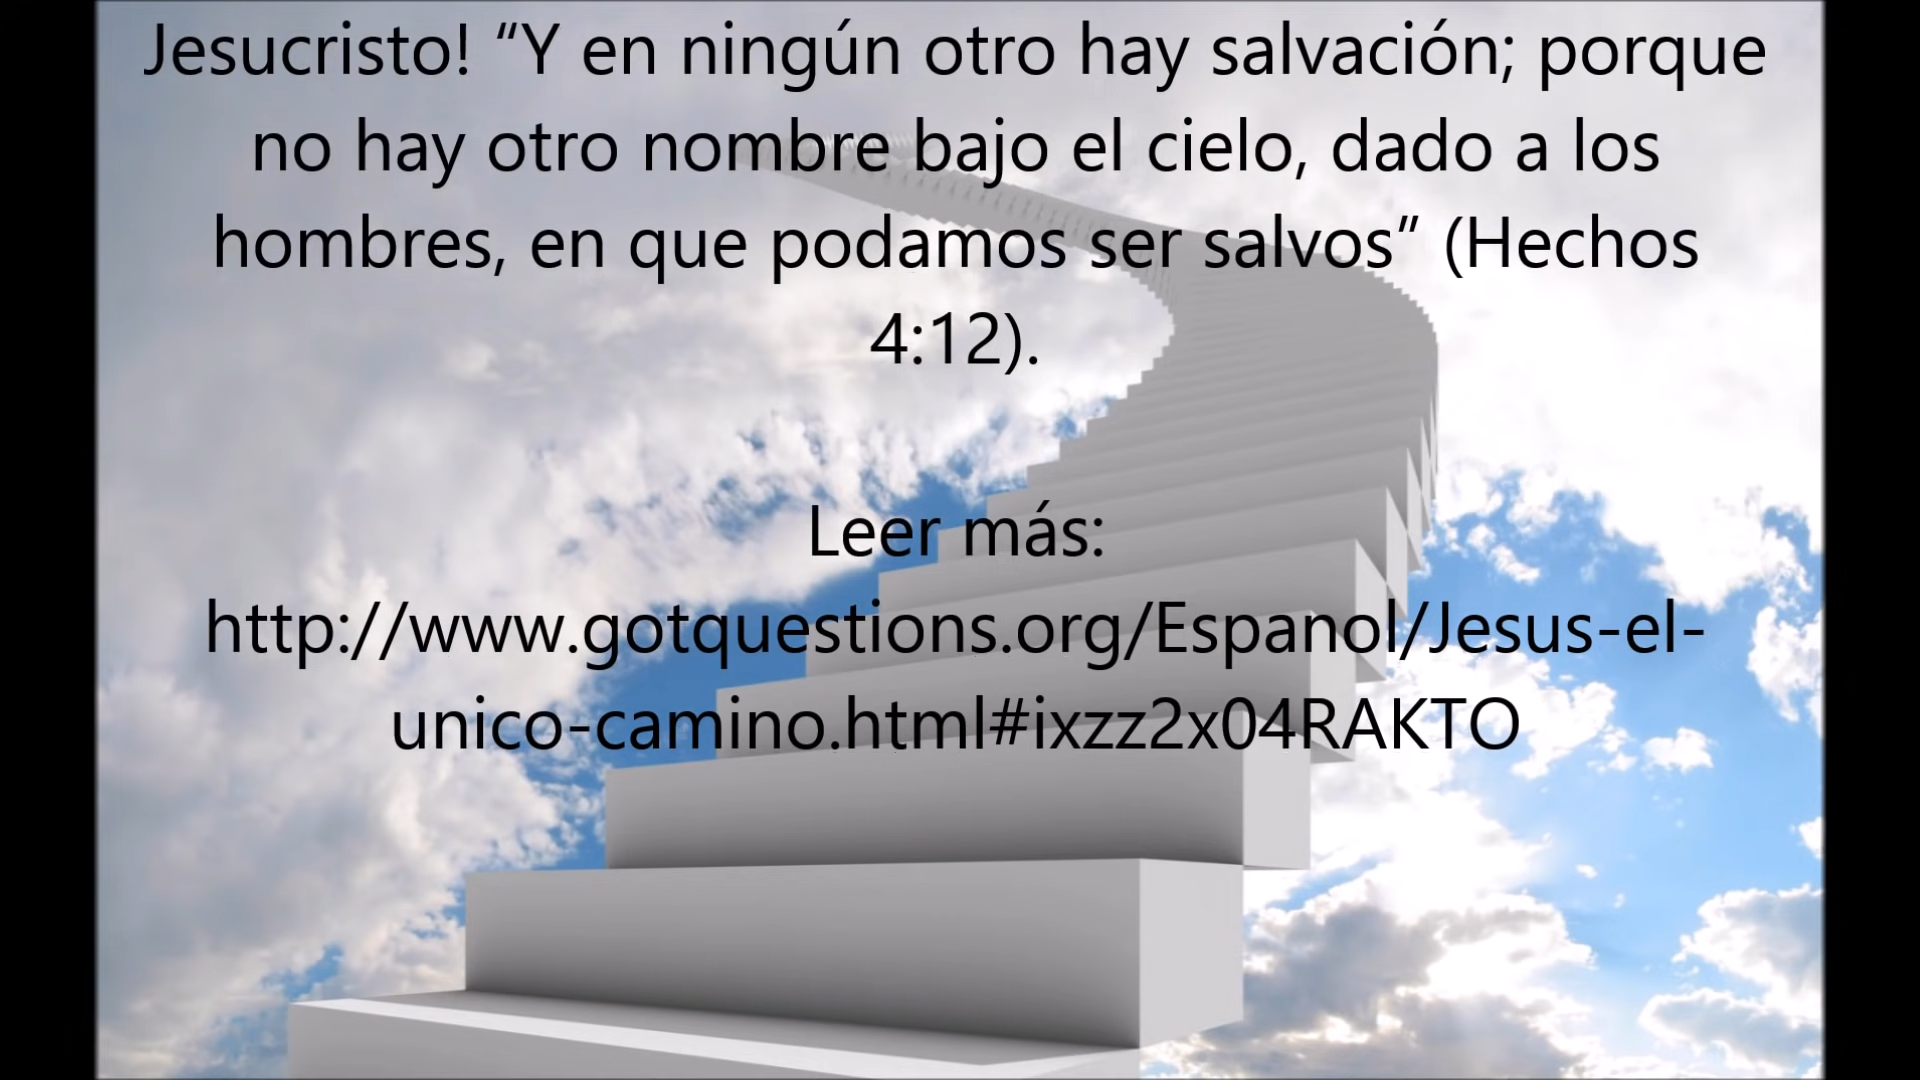 Jesucristo! “Y en ningún otro hay salvación; porque
no hay otro nombre bajo el cielo, dado a los
hombres, en que podamos ser salvos” (Hechos
4:12).
Leer más:
http://www.gotquestions.org/Espanol/Jesus-el-
unico-camino.html#ixzz2x04RAKTO